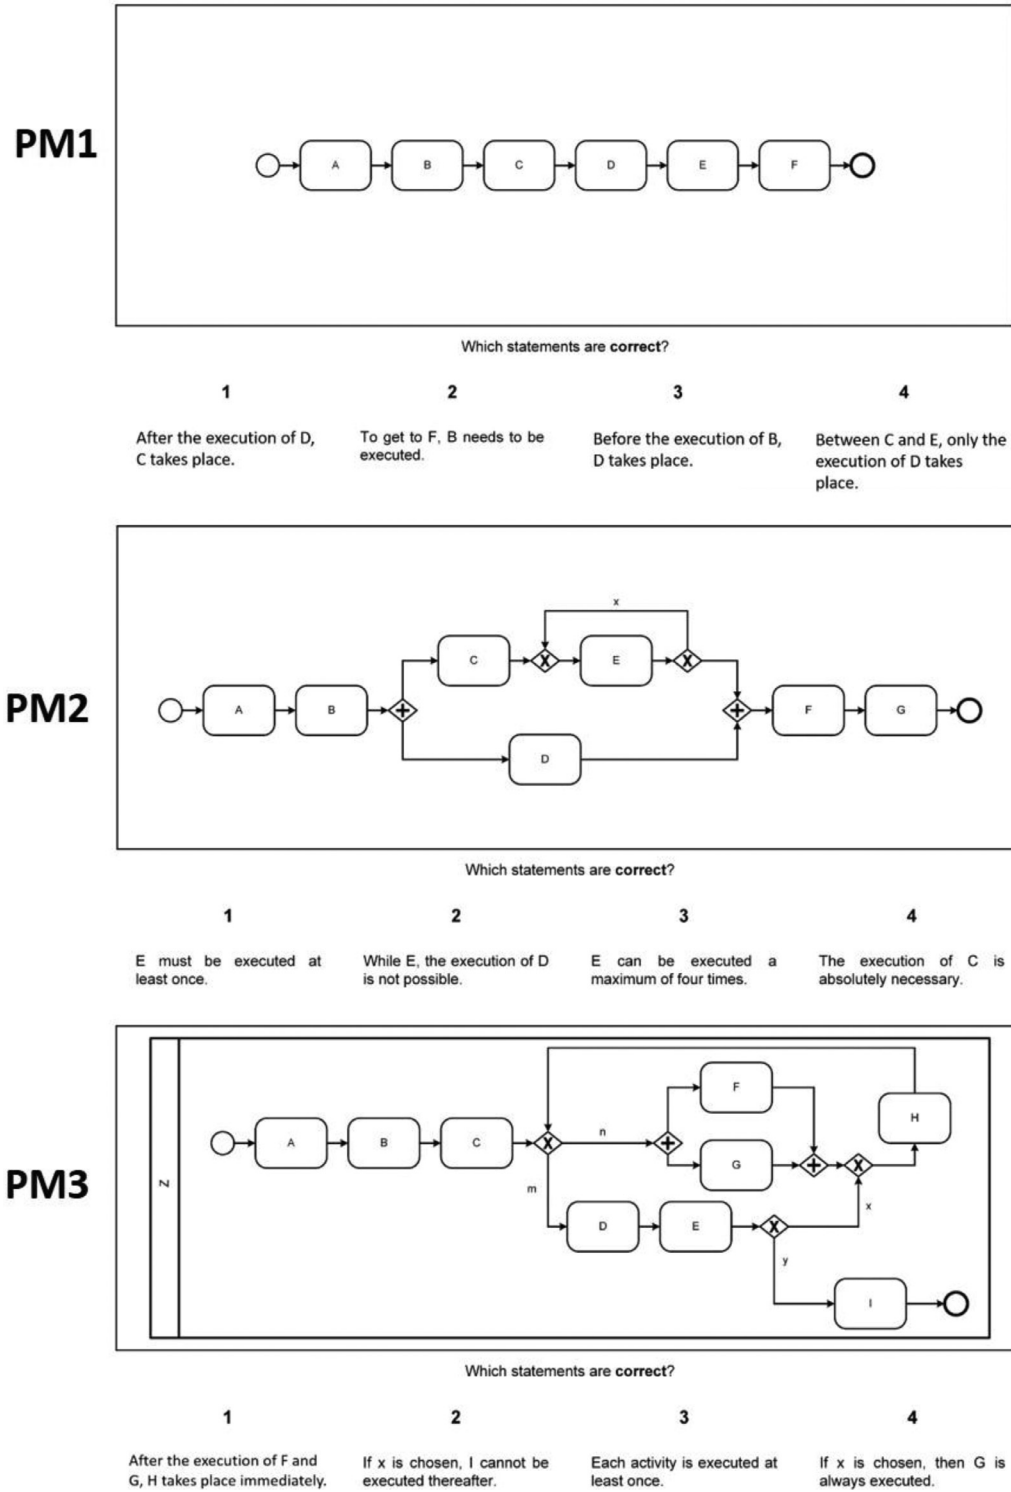 PM1
A B C D E F
Which statements are correct?
1 2 3 4
After the execution of D, C takes place.
To get to F, B needs to be executed.
Before the execution of B, D takes place.
Between C and E, only the execution of D takes place.
PM2
x
C X E X
A B + + F G
D
Which statements are correct?
1 2 3 4
E must be executed at least once.
While E, the execution of D is not possible.
E can be executed a maximum of four times.
The execution of C is absolutely necessary.
PM3
Z
F
H
A B C X n +
G + X
m
x
D E X
y
I
Which statements are correct?
1 2 3 4
After the execution of F and G, H takes place immediately.
If x is chosen, I cannot be executed thereafter.
Each activity is executed at least once.
If x is chosen, then G is always executed.